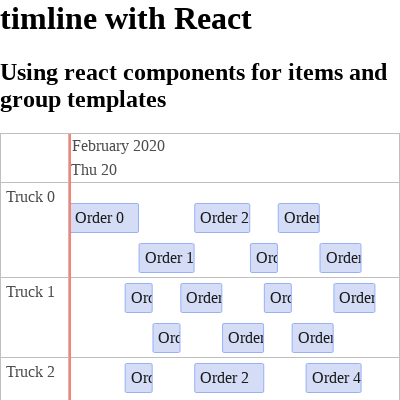 timline with React
Using react components for items and
group templates
February 2020
Thu 20
Truck 0
Order 0 Order 2 Order
Order 1 Ord Order
Truck 1
Ord Order Ord Order
Ord Order Order
Truck 2
Ord Order 2 Order 4